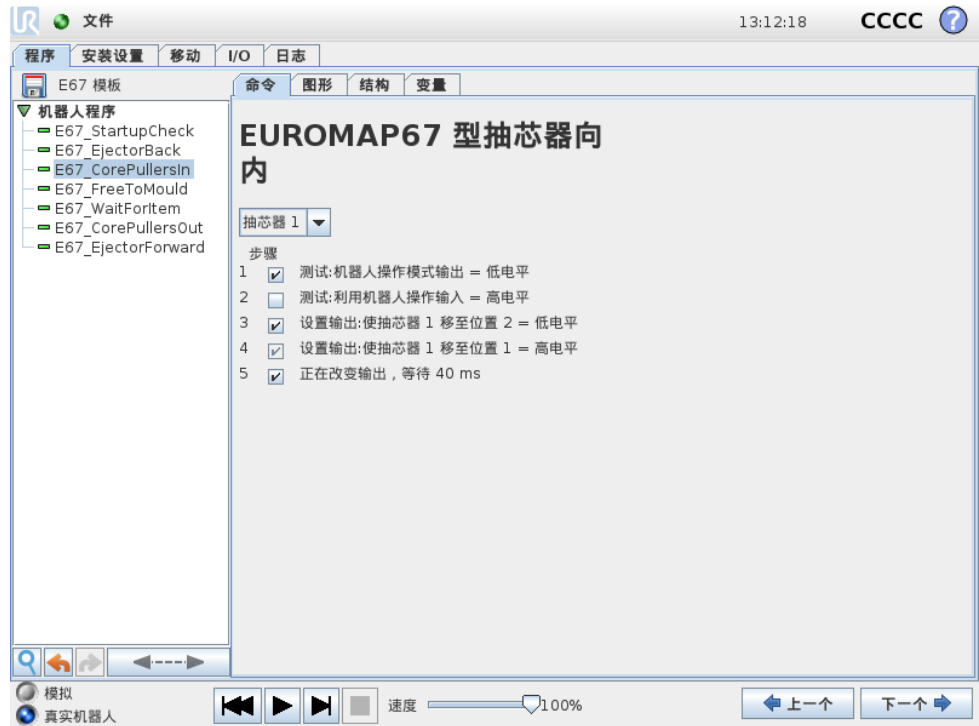 UR 文件 13:12:18 CCCC ?
程序 安装设置 移动 I/O 日志
E67 模板
命令 图形 结构 变量
机器人程序
E67_StartupCheck
E67_EjectorBack
E67_CorePullersIn
E67_FreeToMould
E67_WaitForItem
E67_CorePullersOut
E67_EjectorForward
EUROMAP67 型抽芯器向
内
抽芯器 1
步骤
1 测试:机器人操作模式输出 = 低电平
2 测试:利用机器人操作输入 = 高电平
3 设置输出:使抽芯器 1 移至位置 2 = 低电平
4 设置输出:使抽芯器 1 移至位置 1 = 高电平
5 正在改变输出 , 等待 40 ms
模拟
真实机器人
速度 100%
上一个 下一个